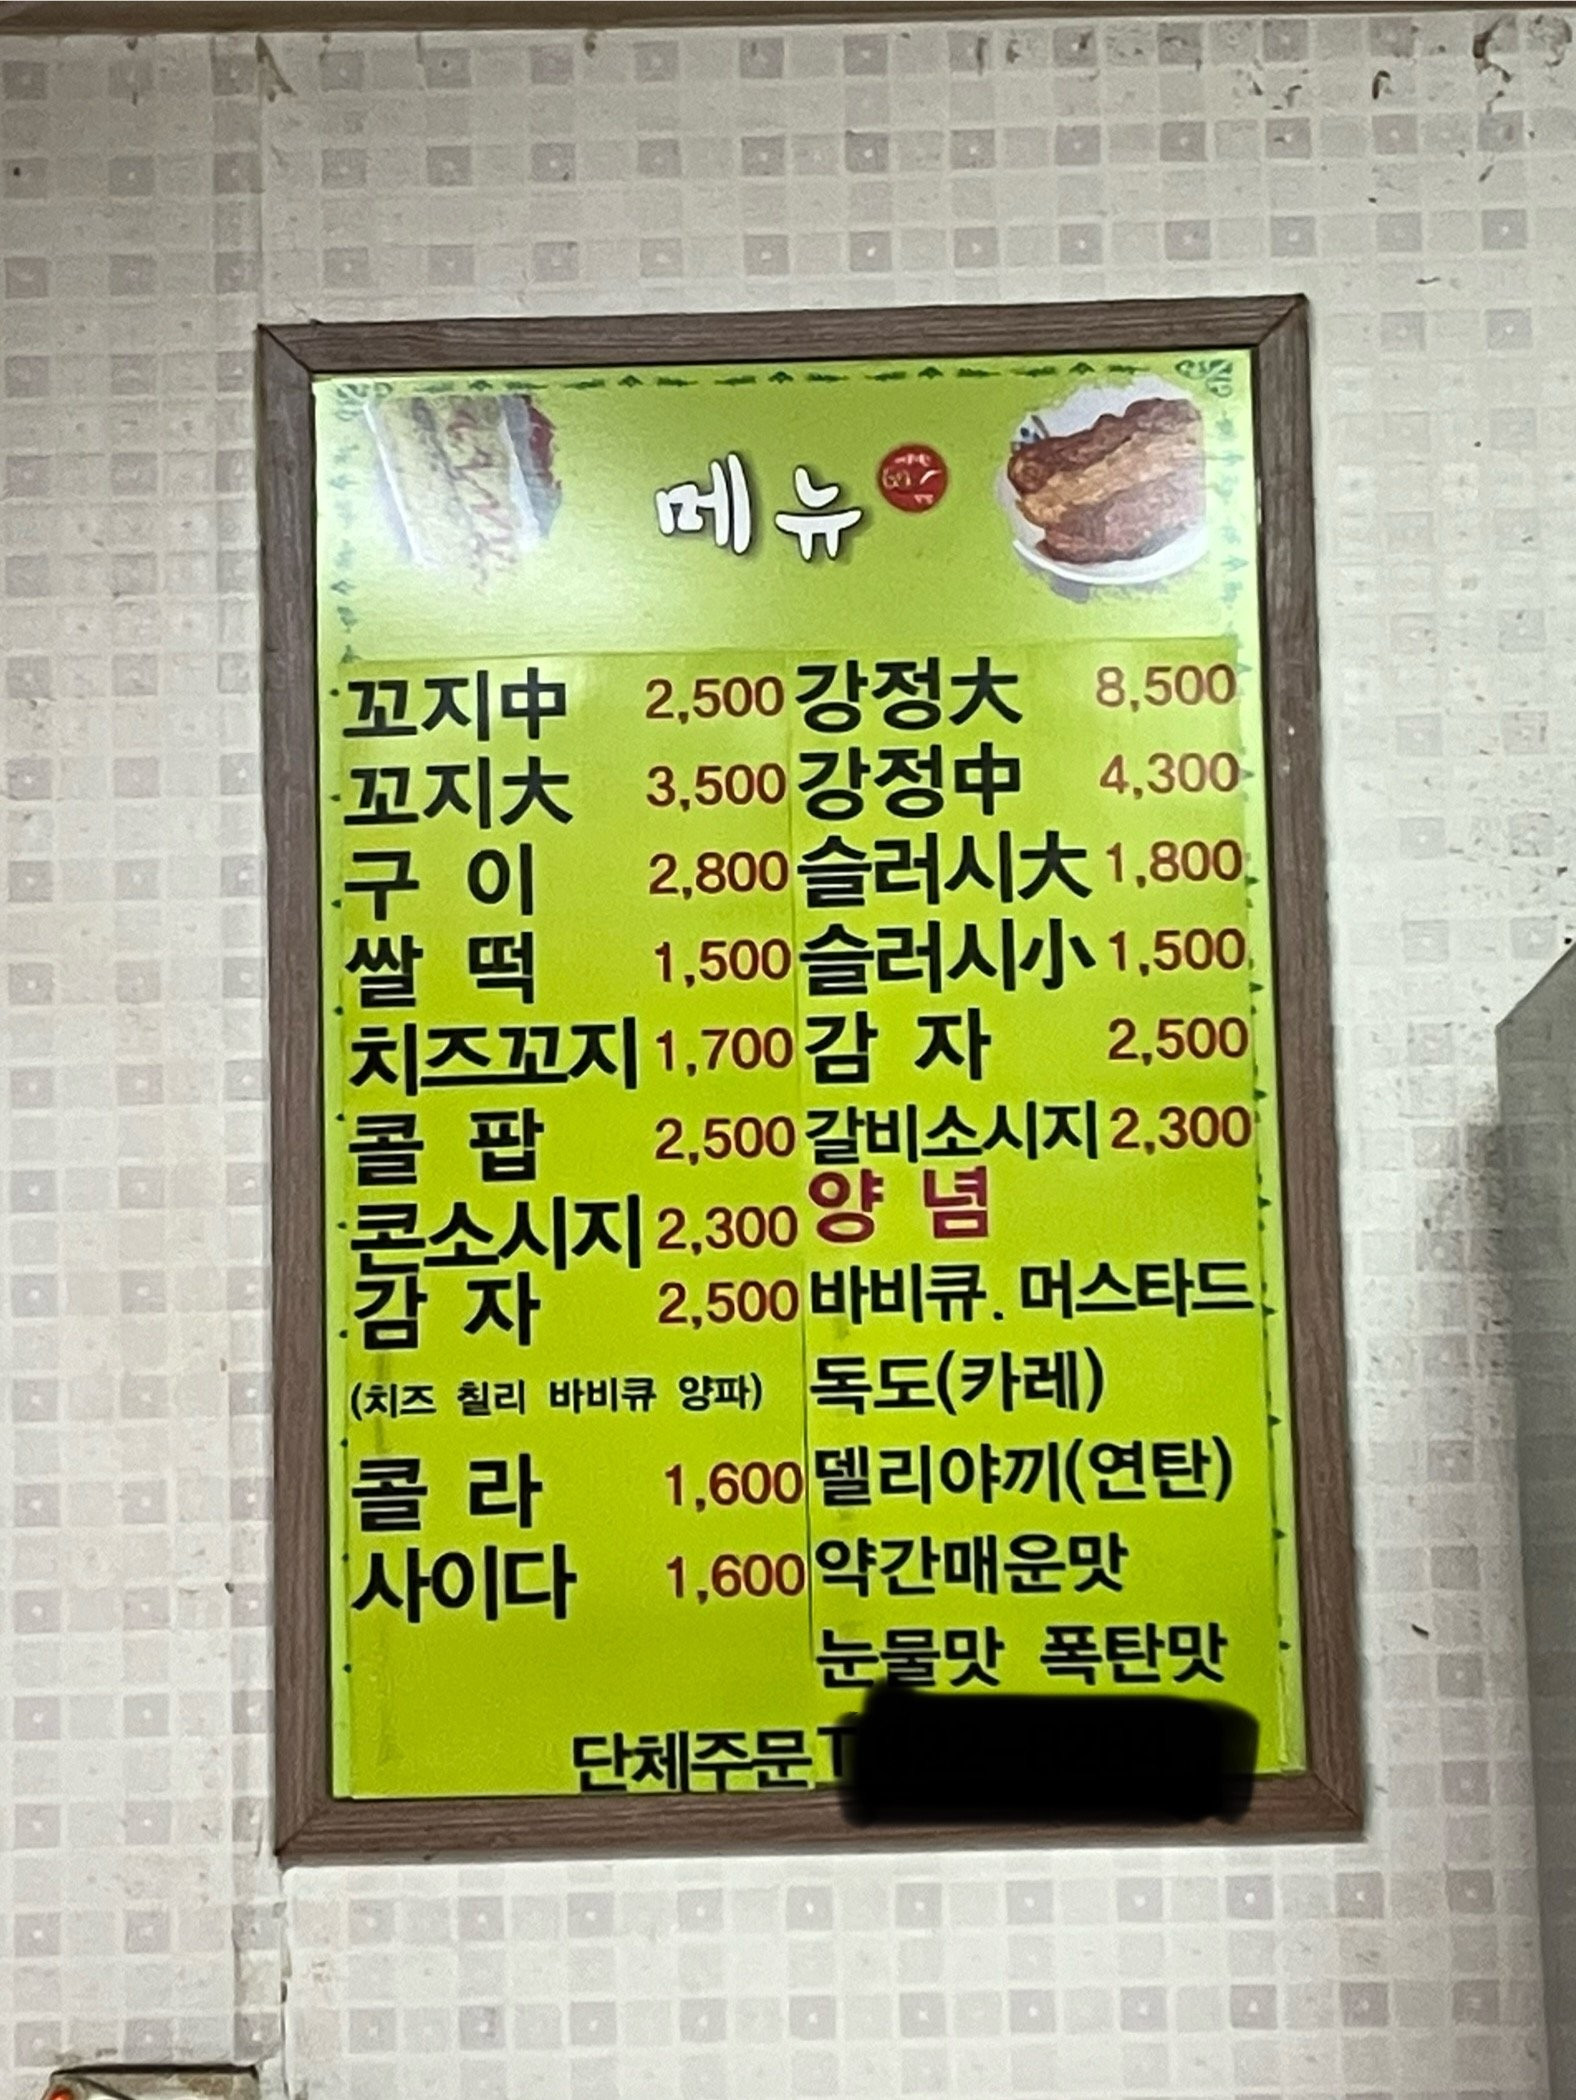 메뉴
꼬지中 2,500
꼬지大 3,500
구 이 2,800
쌀 떡 1,500
치즈꼬지 1,700
콜 팝 2,500
콘소시지 2,300
감 자 2,500
(치즈 칠리 바비큐 양파)
콜 라 1,600
사이다 1,600
강정大 8,500
강정中 4,300
슬러시大 1,800
슬러시小 1,500
감 자 2,500
갈비소시지 2,300
양 념
바비큐. 머스타드
독도(카레)
델리야끼(연탄)
약간매운맛
눈물맛 폭탄맛
단체주문